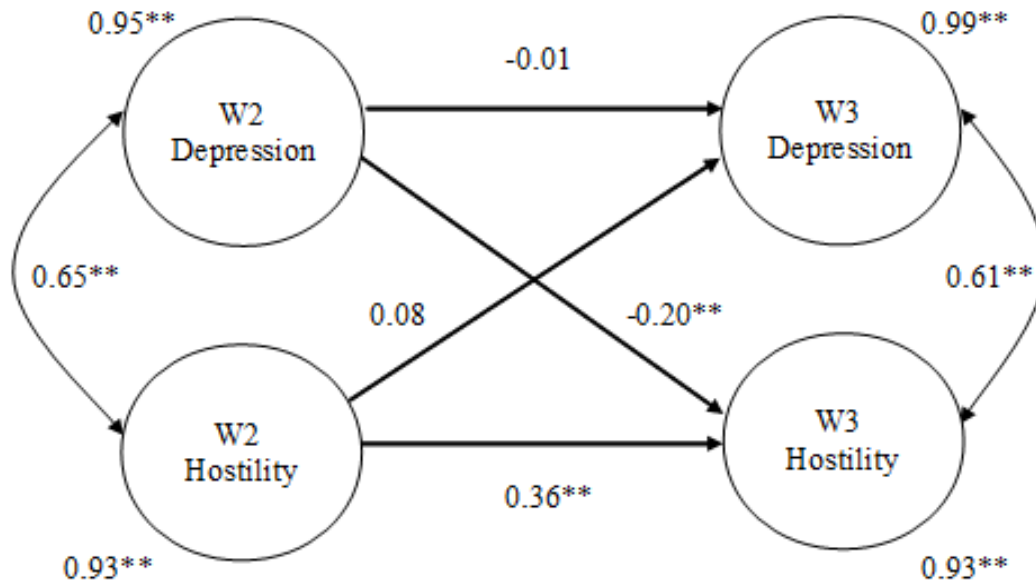 0.95**
0.99**
-0.01
W2
Depression
W3
Depression
0.65**
0.61**
0.08
-0.20**
W2
Hostility
W3
Hostility
0.36**
0.93**
0.93**